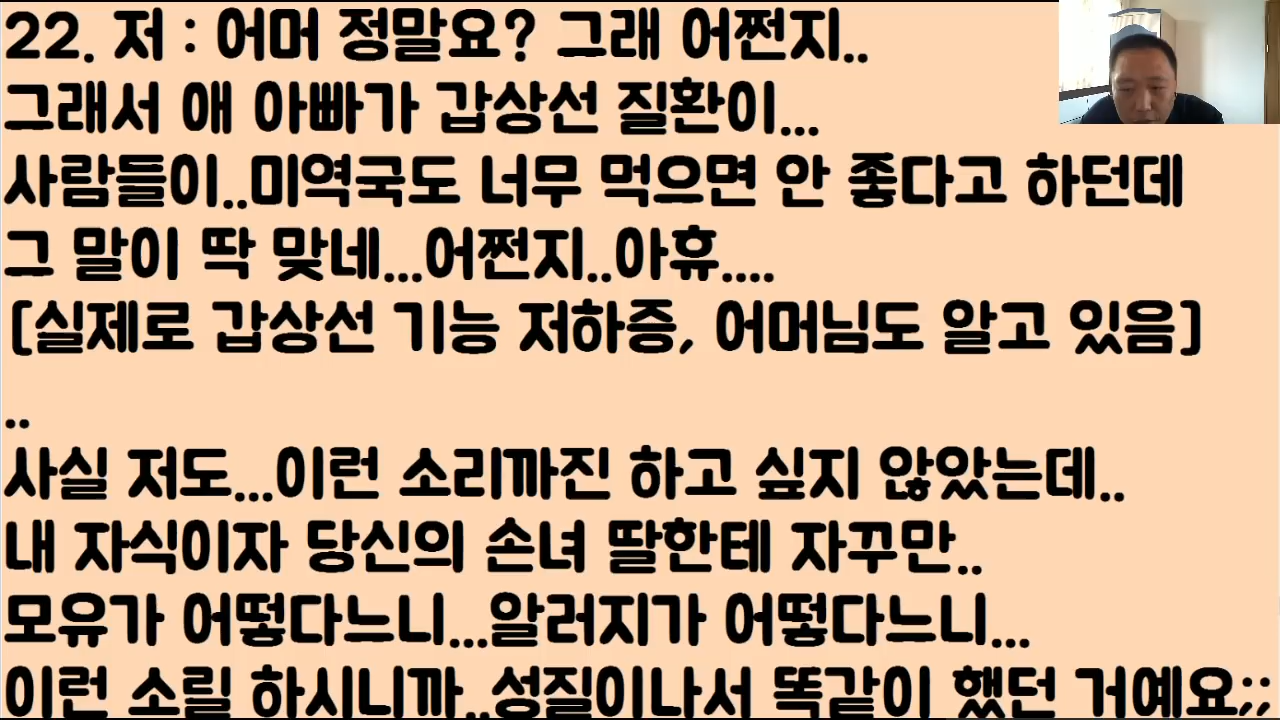 22. 저 : 어머 정말요? 그래 어쩐지..
그래서 애 아빠가 갑상선 질환이...
사람들이..미역국도 너무 먹으면 안 좋다고 하던데
그 말이 딱 맞네...어쩐지..아휴....
[실제로 갑상선 기능 저하증, 어머님도 알고 있음]
..
사실 저도...이런 소리까진 하고 싶지 않았는데..
내 자식이자 당신의 손녀 딸한테 자꾸만..
모유가 어떻다느니...알러지가 어떻다느니...
이런 소릴 하시니까..성질이나서 똑같이 했던 거예요;;